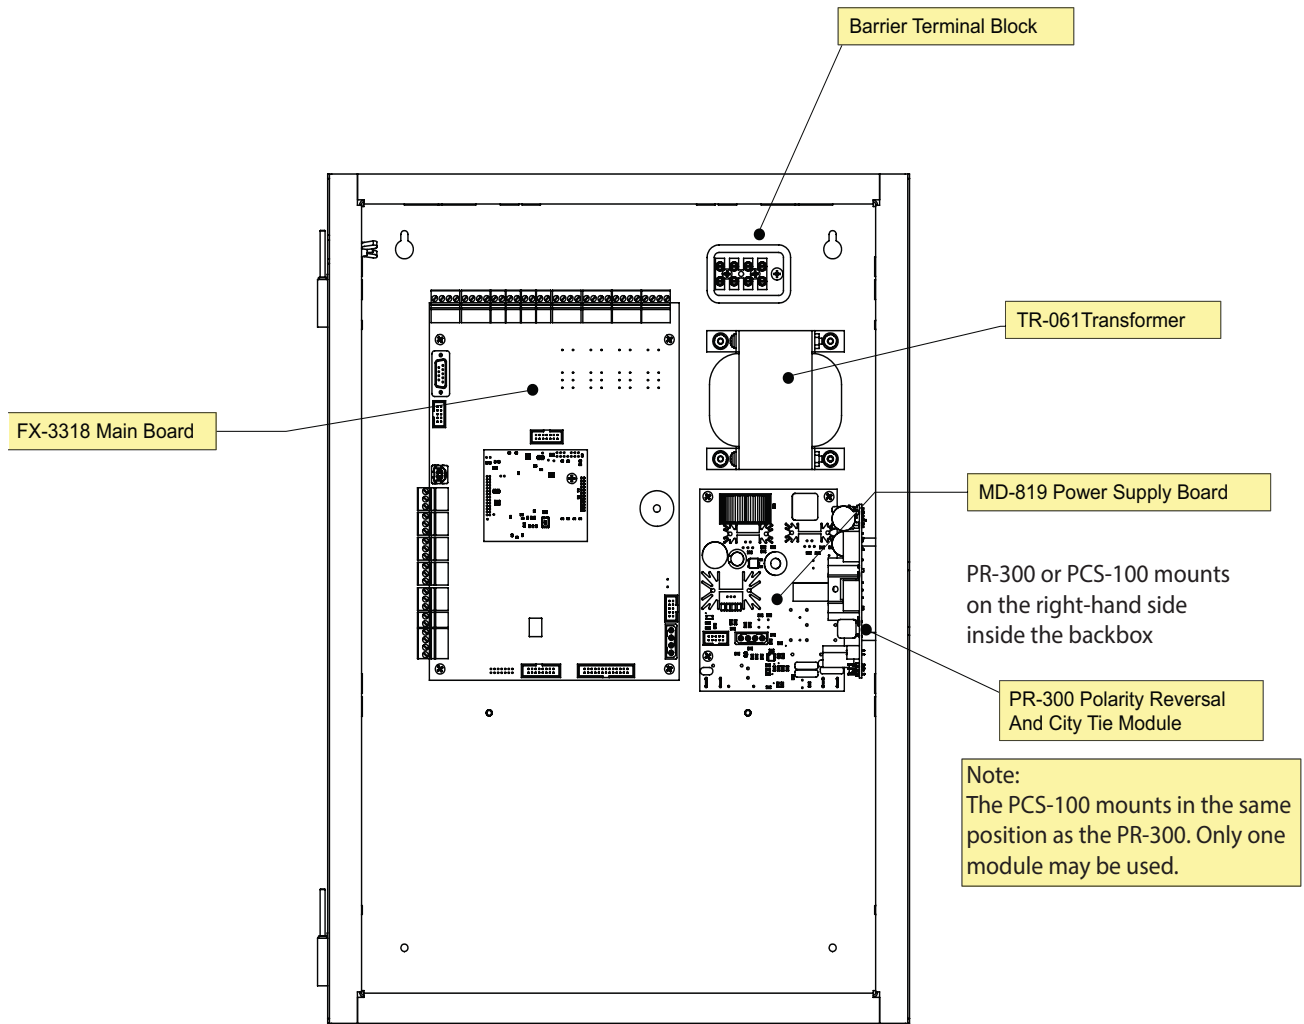 Barrier Terminal Block
TR-061Transformer
FX-3318 Main Board
MD-819 Power Supply Board
PR-300 or PCS-100 mounts
on the right-hand side
inside the backbox
PR-300 Polarity Reversal
And City Tie Module
Note:
The PCS-100 mounts in the same
position as the PR-300. Only one
module may be used.